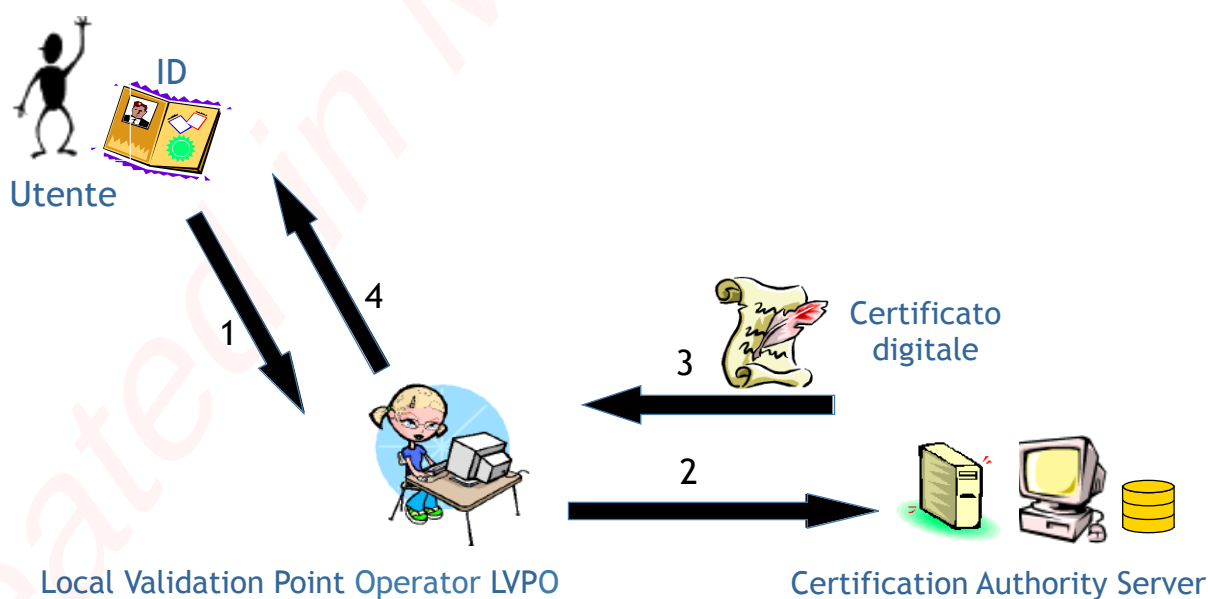 ID
Utente
1
4
3
Certificato
digitale
2
Local Validation Point Operator LVPO
Certification Authority Server